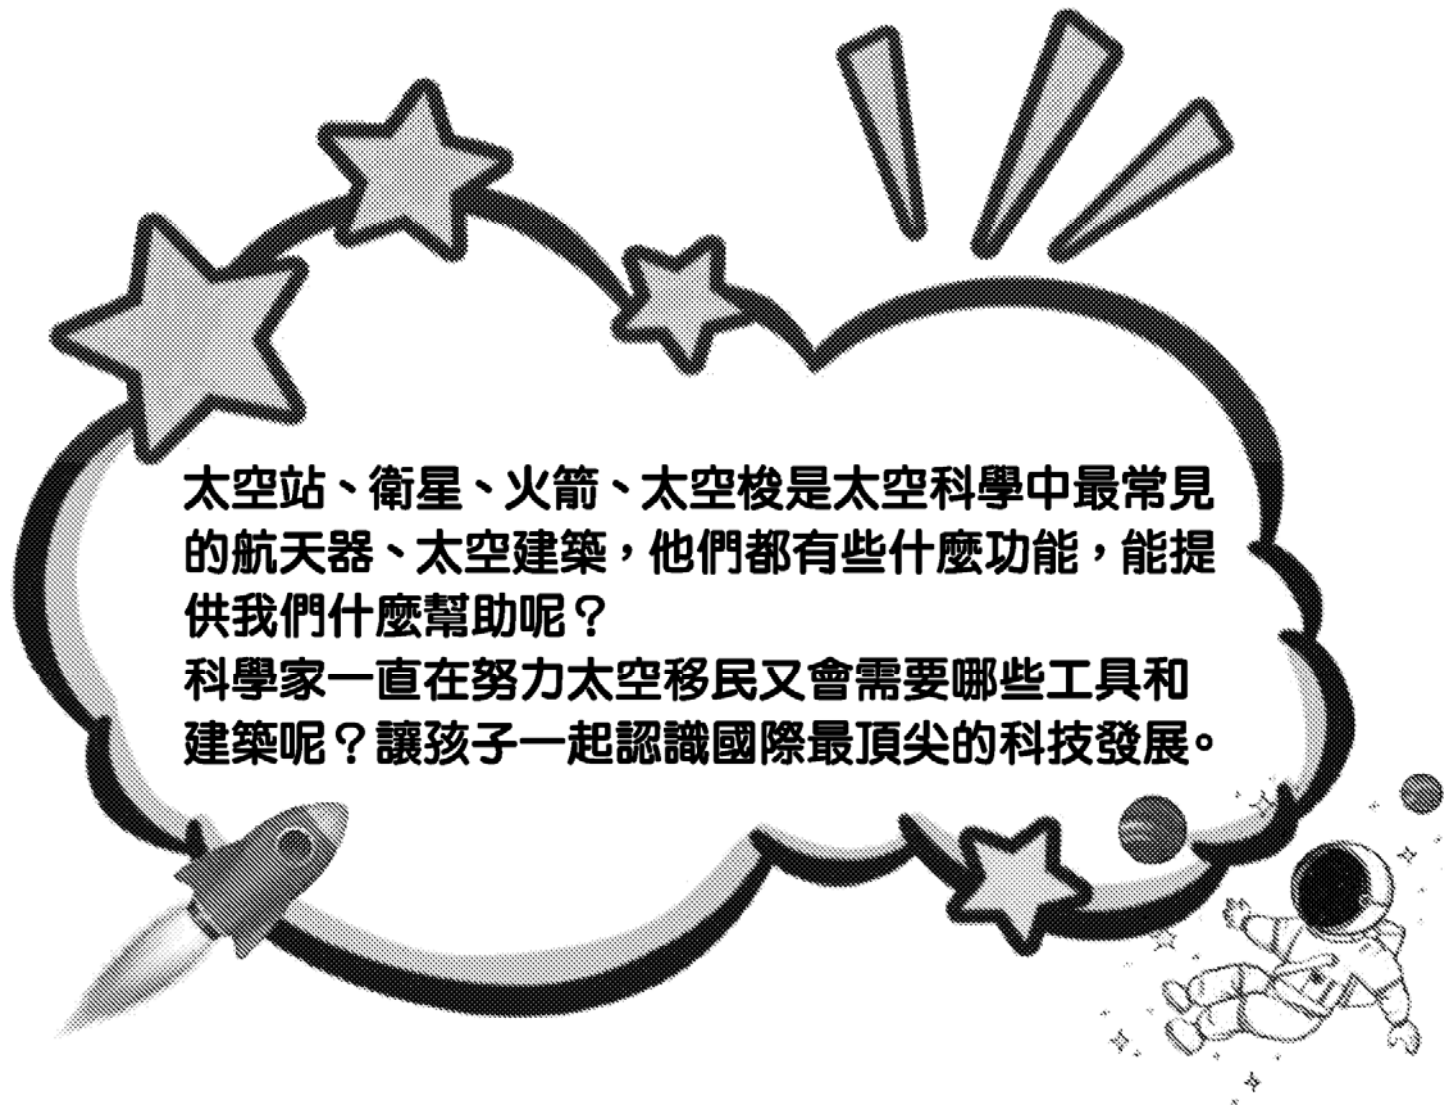 太空站、衛星、火箭、太空梭是太空科學中最常見
的航天器、太空建築，他們都有些什麼功能，能提
供我們什麼幫助呢？
科學家一直在努力太空移民又會需要哪些工具和
建築呢？讓孩子一起認識國際最頂尖的科技發展。